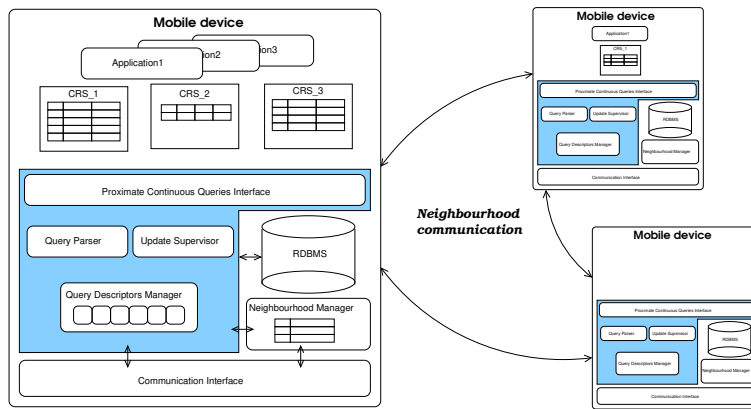 Mobile device
ion3
ion2
Application1
CRS_1
CRS_2
CRS_3
Proximate Continuous Queries Interface
Query Parser
Update Supervisor
RDBMS
Query Descriptors Manager
Neighbourhood Manager
Communication Interface
Neighbourhood
communication
Mobile device
Application1
CRS_1
Proximate Continuous Queries Interface
Query Parser
Update Supervisor
RDBMS
Query Descriptors Manager
Neighbourhood Manager
Communication Interface
Mobile device
Proximate Continuous Queries Interface
Query Parser
Update Supervisor
RDBMS
Query Descriptors Manager
Neighbourhood Manager
Communication Interface